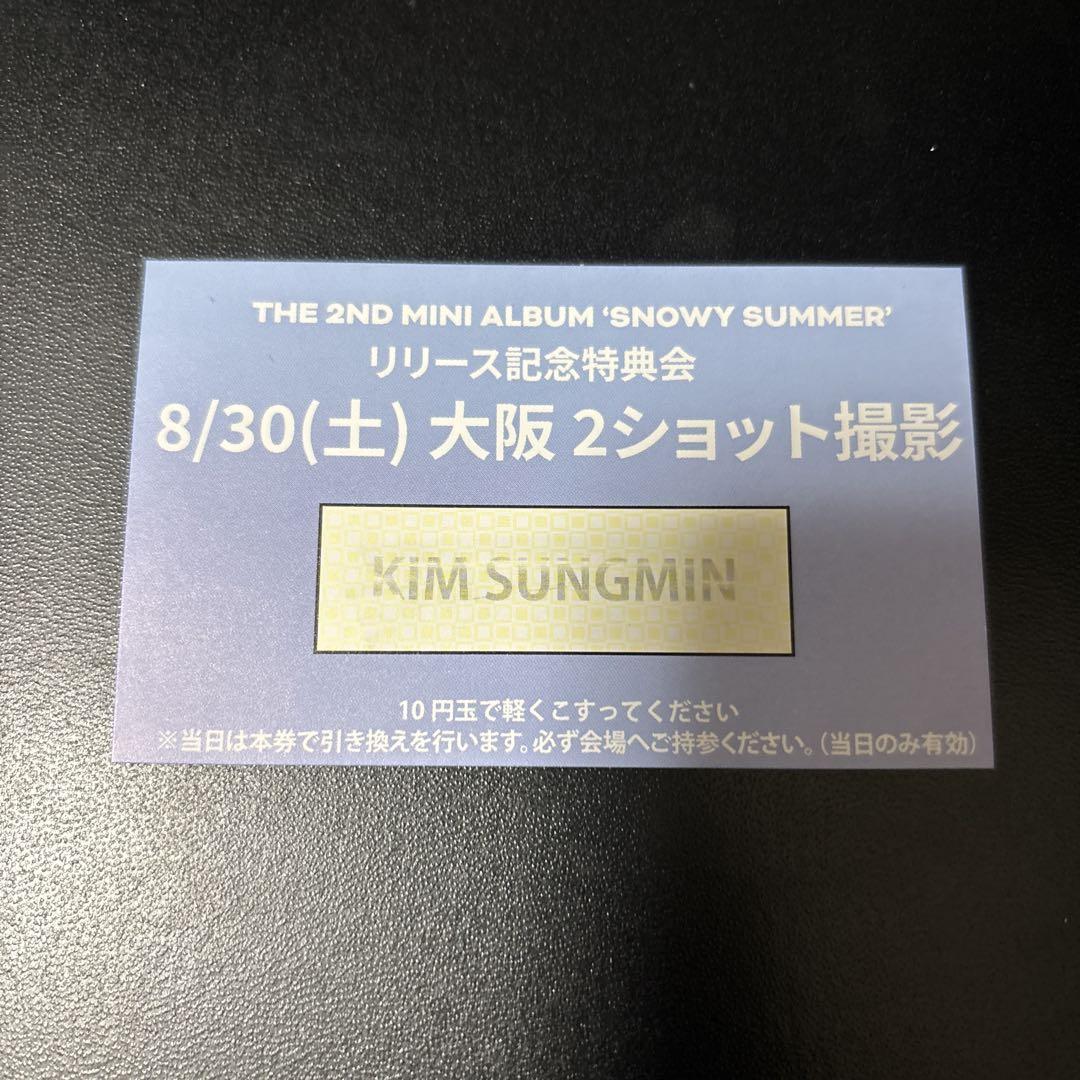 THE 2ND MINI ALBUM ‘SNOWY SUMMER’
リリース記念特典会
8/30(土) 大阪 2ショット撮影
KIM SUNGMIN
10 円玉で軽くこすってください
※当日は本券で引き換えを行います。必ず会場へご持参ください。(当日のみ有効)